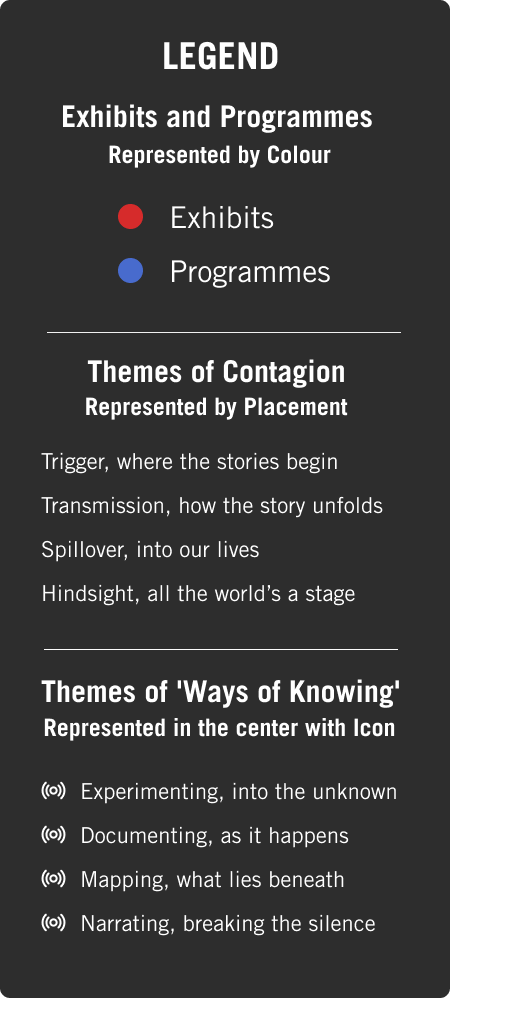 LEGEND
Exhibits and Programmes
Represented by Colour
Exhibits
Programmes
Themes of Contagion
Represented by Placement
Trigger, where the stories begin
Transmission, how the story unfolds
Spillover, into our lives
Hindsight, all the world’s a stage
Themes of 'Ways of Knowing'
Represented in the center with Icon
Experimenting, into the unknown
Documenting, as it happens
Mapping, what lies beneath
Narrating, breaking the silence